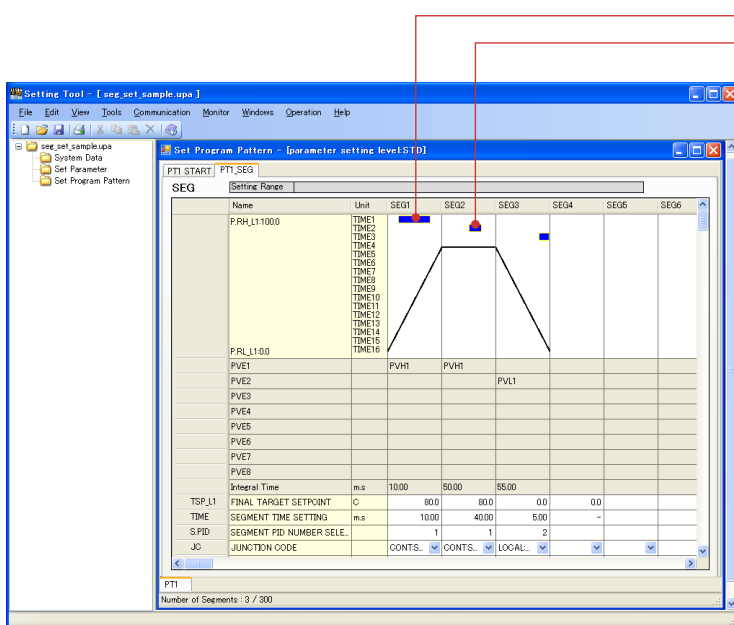 Setting Tool - [ seg_set_sample.upa ]
File Edit View Tools Communication Monitor Windows Operation Help
seg_set_sample.upa
System Data
Set Parameter
Set Program Pattern
Set Program Pattern - [parameter setting level:STD]
PT1 START PT1_SEG
SEG Setting Range
Name Unit SEG1 SEG2 SEG3 SEG4 SEG5 SEG6
P.RH_L1:100.0
TIME1
TIME2
TIME3
TIME4
TIME5
TIME6
TIME7
TIME8
TIME9
TIME10
TIME11
TIME12
TIME13
TIME14
TIME15
P.RL_L1:0.0 TIME16
PVE1 PVH1 PVH1
PVE2 PVL1
PVE3
PVE4
PVE5
PVE6
PVE7
PVE8
Integral Time m.s 10.00 50.00 55.00
TSP_L1 FINAL TARGET SETPOINT C 80.0 80.0 0.0 0.0
TIME SEGMENT TIME SETTING m.s 10.00 40.00 5.00 -
S.PID SEGMENT PID NUMBER SELE... 1 1 2
JC JUNCTION CODE CONT:S... CONT:S... LOCAL:...
PT1
Number of Segments : 3 / 300